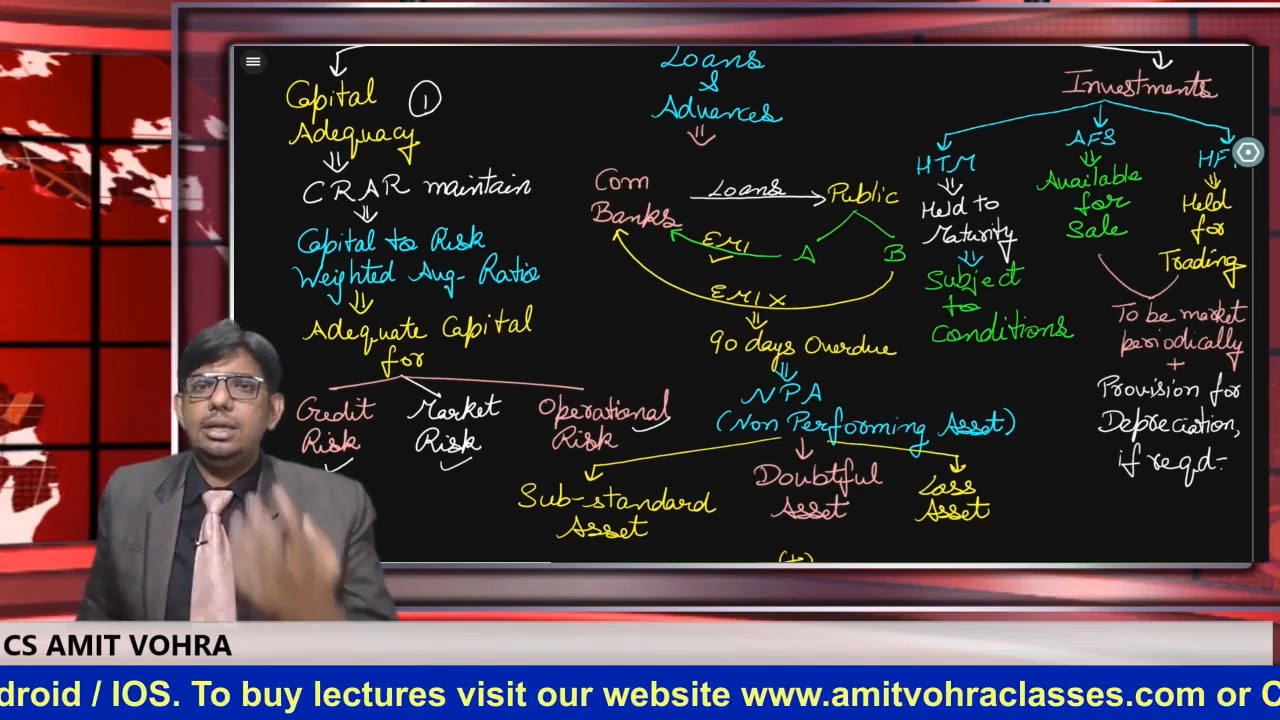 Capital ①
Adequacy
CRAR maintain
Capital to Risk
Weighted Avg. Ratio
Adequate Capital
for
Credit
Risk
Market
Risk
Operational
Risk
Loans
&
Advances
Com
Banks
Loans
Public
A
B
EMI
EMI X
90 days Overdue
NPA
(Non Performing Asset)
Sub-standard
Asset
Doubtful
Asset
Loss
Asset
(+)
Investments
HTM
Held to
Maturity
Subject
to
Conditions
AFS
Available
for
Sale
HF
Held
for
Trading
To be market
periodically
+
Provision for
Depreciation,
if reqd-
CS AMIT VOHRA
droid / IOS. To buy lectures visit our website www.amitvohraclasses.com or C